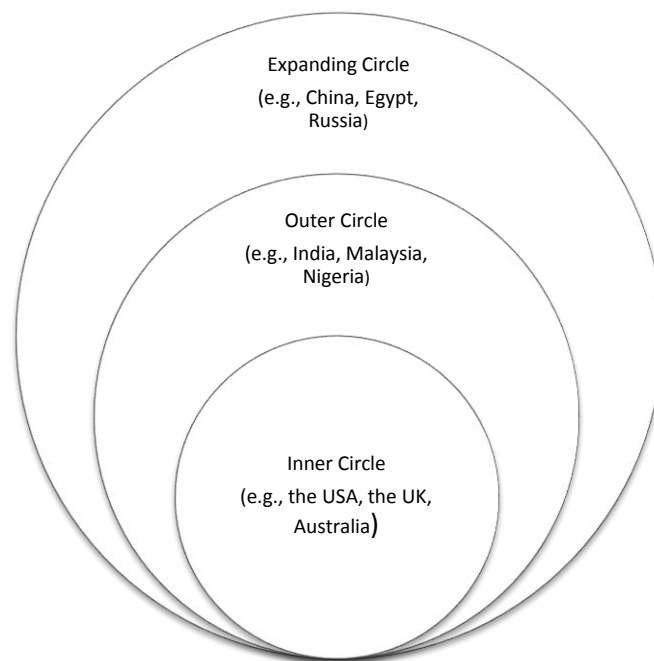 Expanding Circle
(e.g., China, Egypt,
Russia)
Outer Circle
(e.g., India, Malaysia,
Nigeria)
Inner Circle
(e.g., the USA, the UK,
Australia)